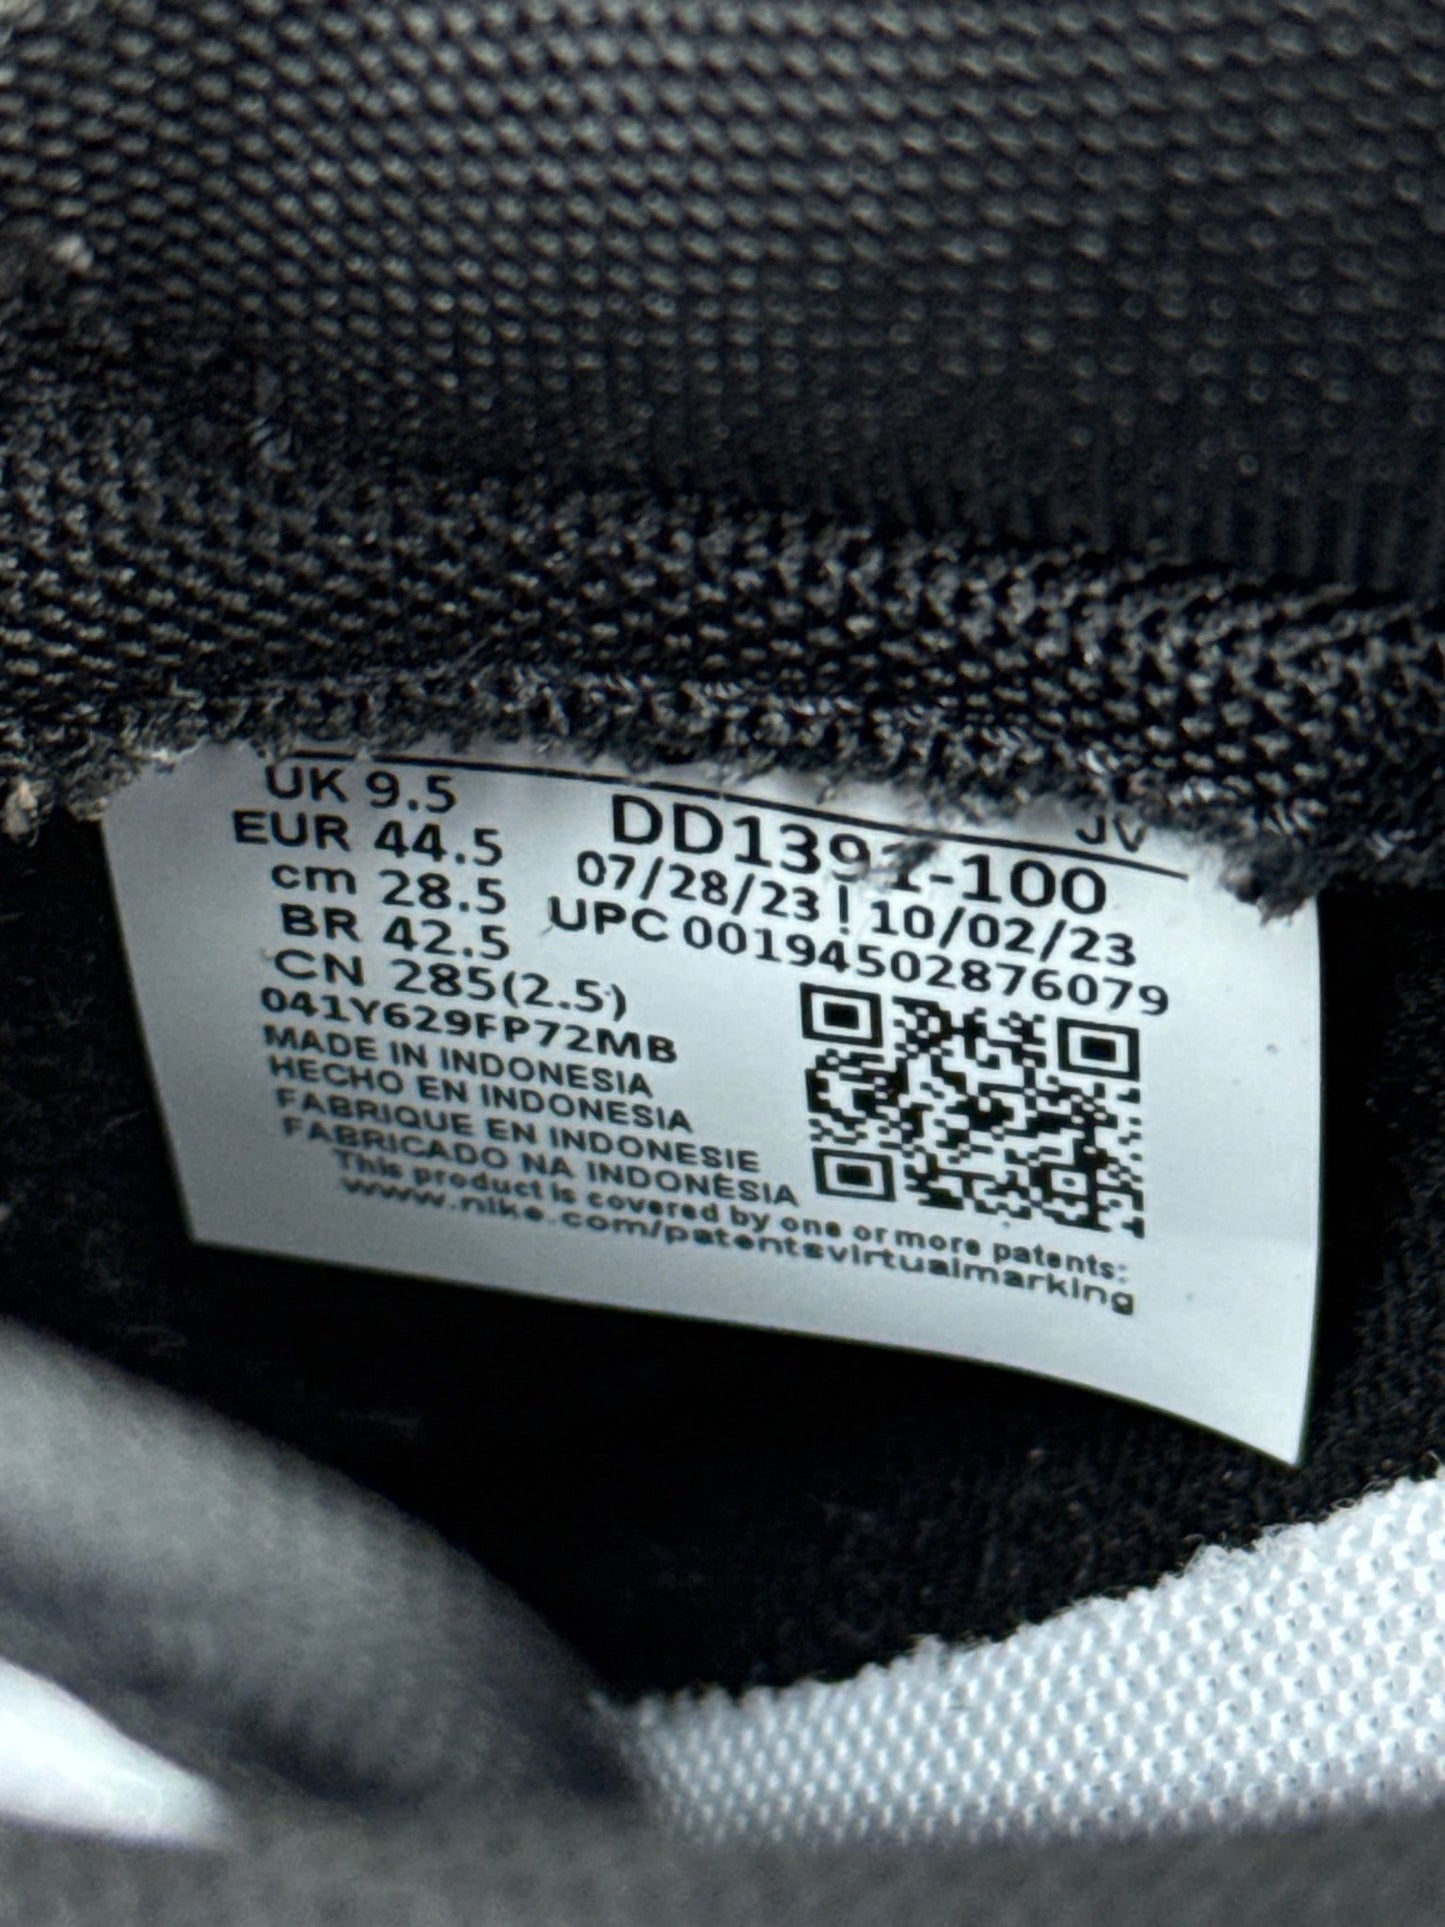 UK 9.5
EUR 44.5
cm 28.5
BR 42.5
CN 285(2.5)
041Y629FP72MB
MADE IN INDONESIA
HECHO EN INDONESIA
FABRIQUE EN INDONESIE
FABRICADO NA INDONÉSIA
This product is covered by one or more patents:
www.nike.com/patentsvirtualmarking
JV
DD1391-100
07/28/23 ! 10/02/23
UPC 00194502876079